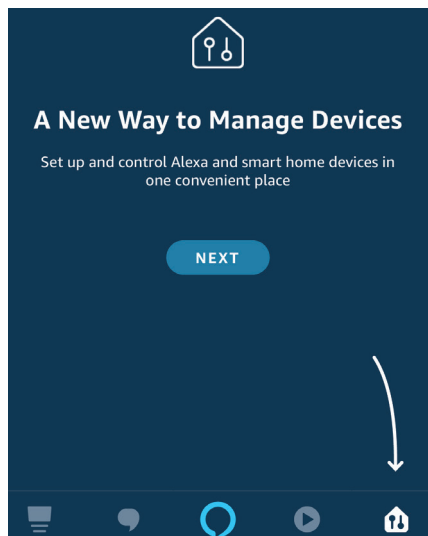 A New Way to Manage Devices
Set up and control Alexa and smart home devices in
one convenient place
NEXT